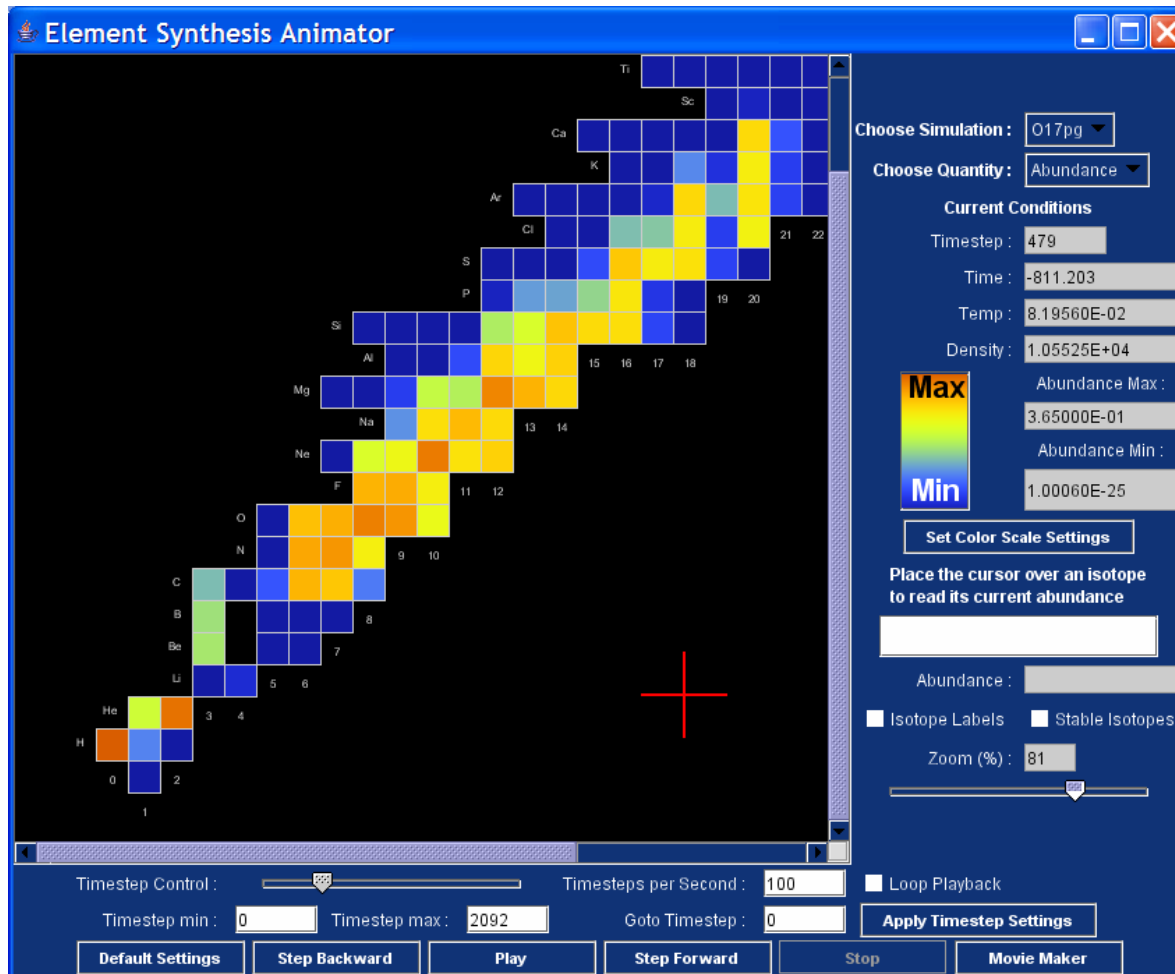 Element Synthesis Animator
Ti
Sc
Ca
K
Ar
Cl
21 22
S
P
19 20
Si
Al
15 16 17 18
Mg
Na
13 14
Ne
F
11 12
O
N
9 10
C
B
8
Be
7
Li
5 6
He
3 4
H
0 2
1
Choose Simulation : O17pg
Choose Quantity : Abundance
Current Conditions
Timestep : 479
Time : -811.203
Temp : 8.19560E-02
Density : 1.05525E+04
Max
Min
Abundance Max :
3.65000E-01
Abundance Min :
1.00060E-25
Set Color Scale Settings
Place the cursor over an isotope
to read its current abundance
Abundance :
Isotope Labels Stable Isotopes
Zoom (%) : 81
Timestep Control : Timesteps per Second : 100 Loop Playback
Timestep min : 0 Timestep max : 2092 Goto Timestep : 0 Apply Timestep Settings
Default Settings Step Backward Play Step Forward Stop Movie Maker